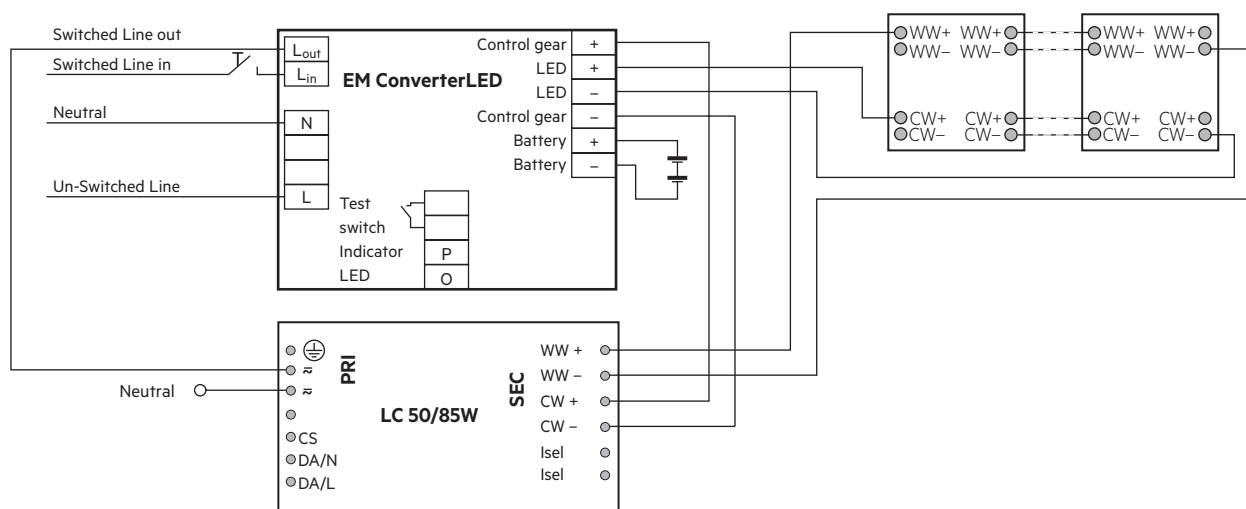 Switched Line out
Switched Line in
Neutral
Un-Switched Line
Lout
Lin
N
L
EM ConverterLED
Test
switch
Indicator
LED
P
O
Control gear +
LED +
LED –
Control gear –
Battery +
Battery –
WW+ WW+
WW– WW–
CW+ CW+
CW– CW–
WW+ WW+
WW– WW–
CW+ CW+
CW– CW–
Neutral
PRI
CS
DA/N
DA/L
LC 50/85W
SEC
WW +
WW –
CW +
CW –
Isel
Isel